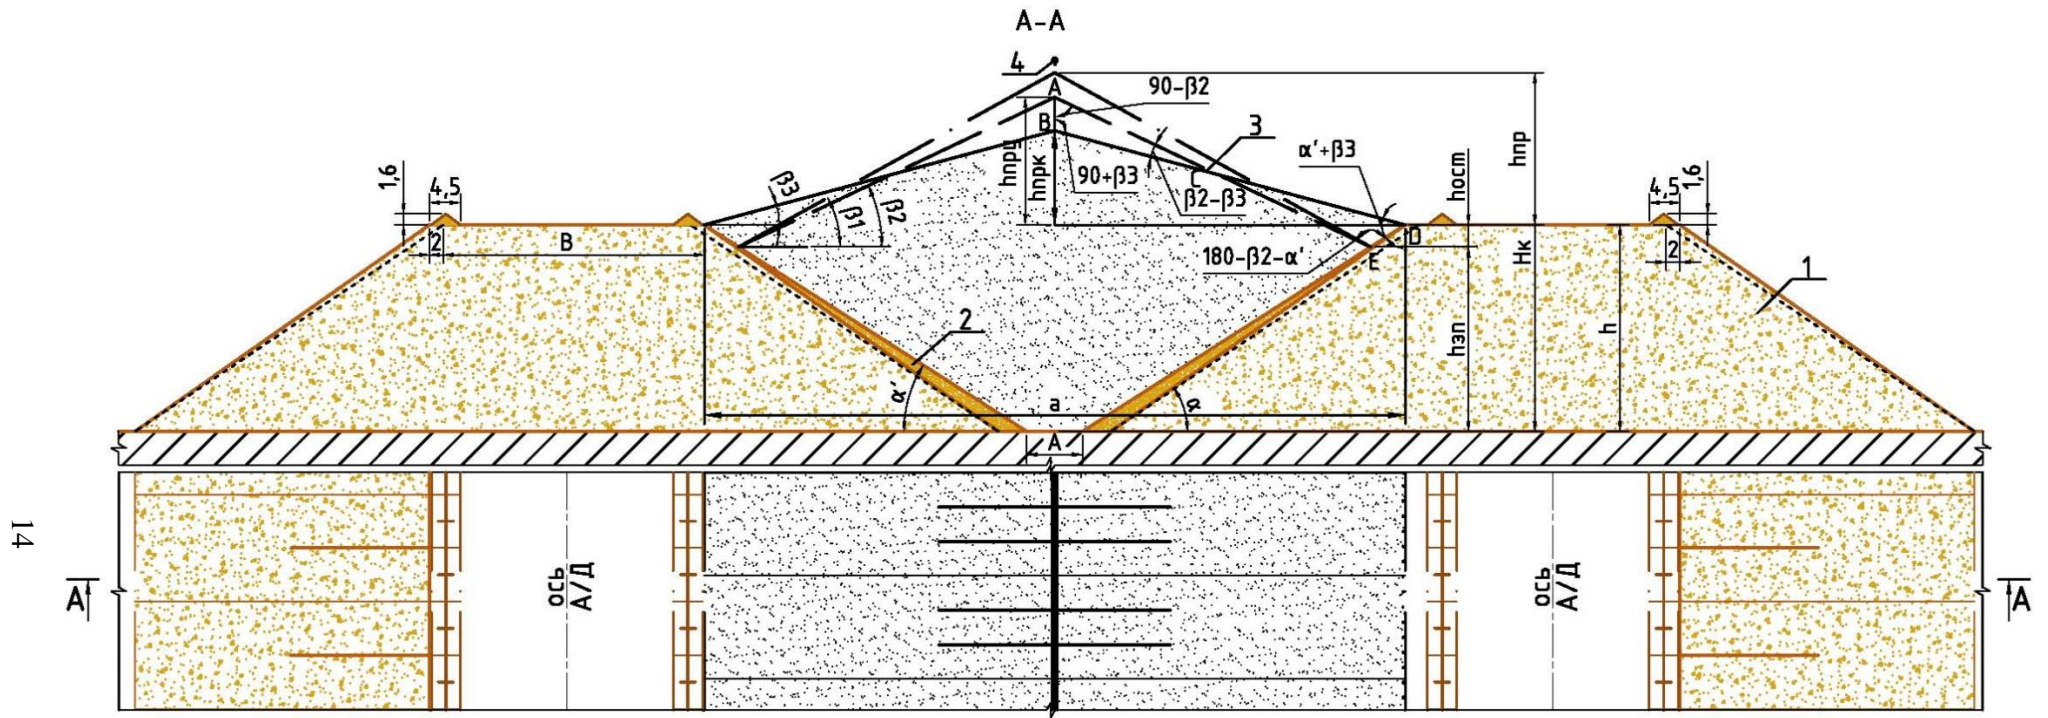 А-А
4
A
90-β2
B
3
α'+β3
hпрц
hпрк
90+β3
C
β2-β3
1,6
4,5
β3
β1
β2
2
B
180-β2-α'
E
D
hост
hпр
4,5
1,6
2
hзп
Hк
h
1
2
α'
a
α
A
14
А
ось
А/Д
ось
А/Д
А